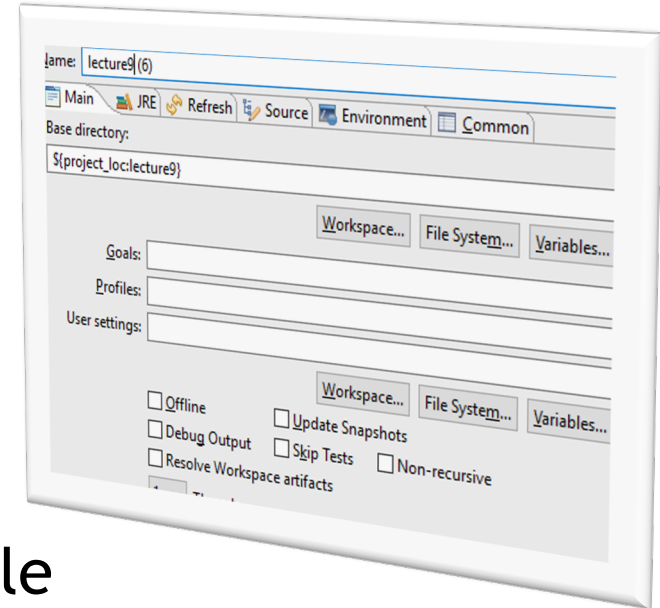 Name: lecture9 (6)
Main JRE Refresh Source Environment Common
Base directory:
${project_loc:lecture9}
Workspace... File System... Variables...
Goals:
Profiles:
User settings:
Workspace... File System... Variables...
Offline Update Snapshots
Debug Output Skip Tests Non-recursive
Resolve Workspace artifacts
le